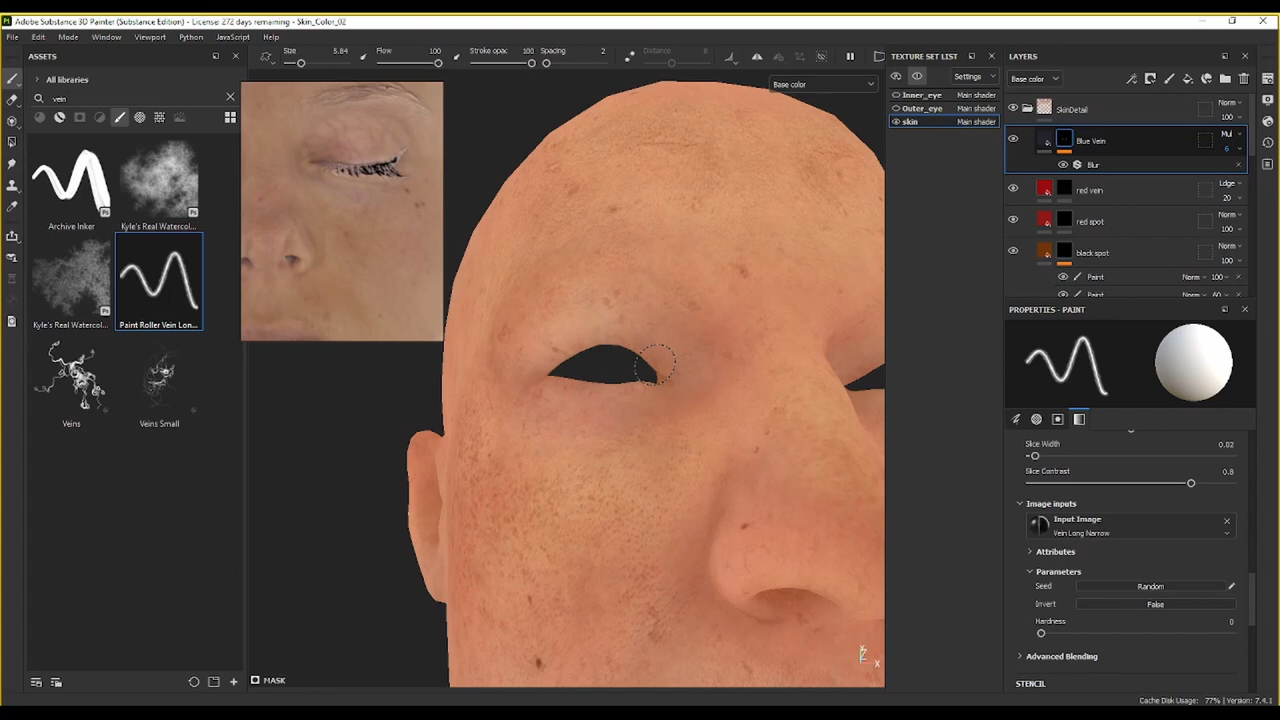 Adobe Substance 3D Painter (Substance Edition) - License: 272 days remaining - Skin_Color_02
File Edit Mode Window Viewport Python JavaScript Help
ASSETS
Size 5.84 Flow 100 Stroke opac 100 Spacing 2 Distance 8
All libraries
vein
Archive Inker
Kyle's Real Watercol...
Kyle's Real Watercol...
Paint Roller Vein Lon...
Veins
Veins Small
Base color
MASK
TEXTURE SET LIST
Settings
Inner_eye Main shader
Outer_eye Main shader
skin Main shader
LAYERS
Base color
SkinDetail Norm 100
Blue Vein Mul 6
Blur
red vein Ldge 20
red spot Norm 100
black spot Norm 100
Paint Norm 100
Paint Norm 60
PROPERTIES - PAINT
Slice Width 0.02
Slice Contrast 0.8
Image inputs
Input Image
Vein Long Narrow
Attributes
Parameters
Seed Random
Invert False
Hardness 0
Advanced Blending
STENCIL
Cache Disk Usage: 77% | Version: 7.4.1